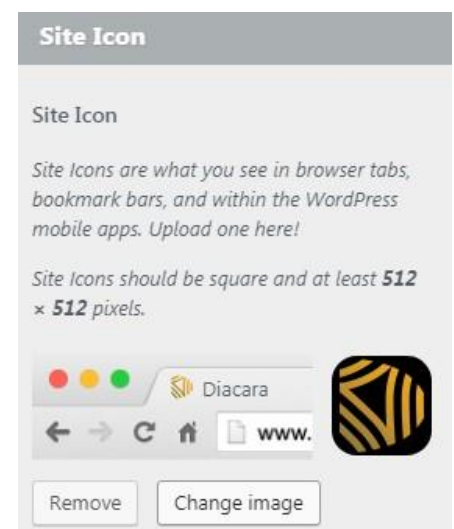 Site Icon
Site Icon
Site Icons are what you see in browser tabs,
bookmark bars, and within the WordPress
mobile apps. Upload one here!
Site Icons should be square and at least 512
× 512 pixels.
Diacara
www.
Remove
Change image